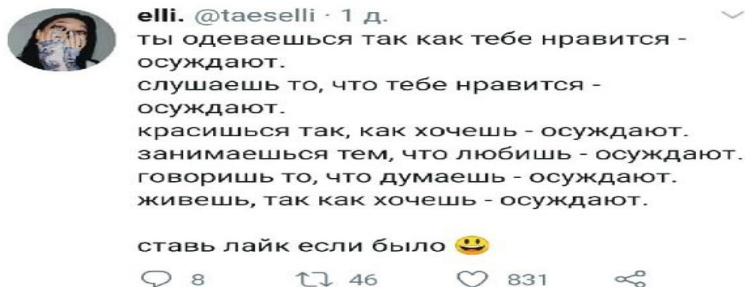 elli. @taeselli · 1 д.
ты одеваешься так как тебе нравится -
осуждают.
слушаешь то, что тебе нравится -
осуждают.
красишься так, как хочешь - осуждают.
занимаешься тем, что любишь - осуждают.
говоришь то, что думаешь - осуждают.
живешь, так как хочешь - осуждают.
ставь лайк если было 😃
8 46 831